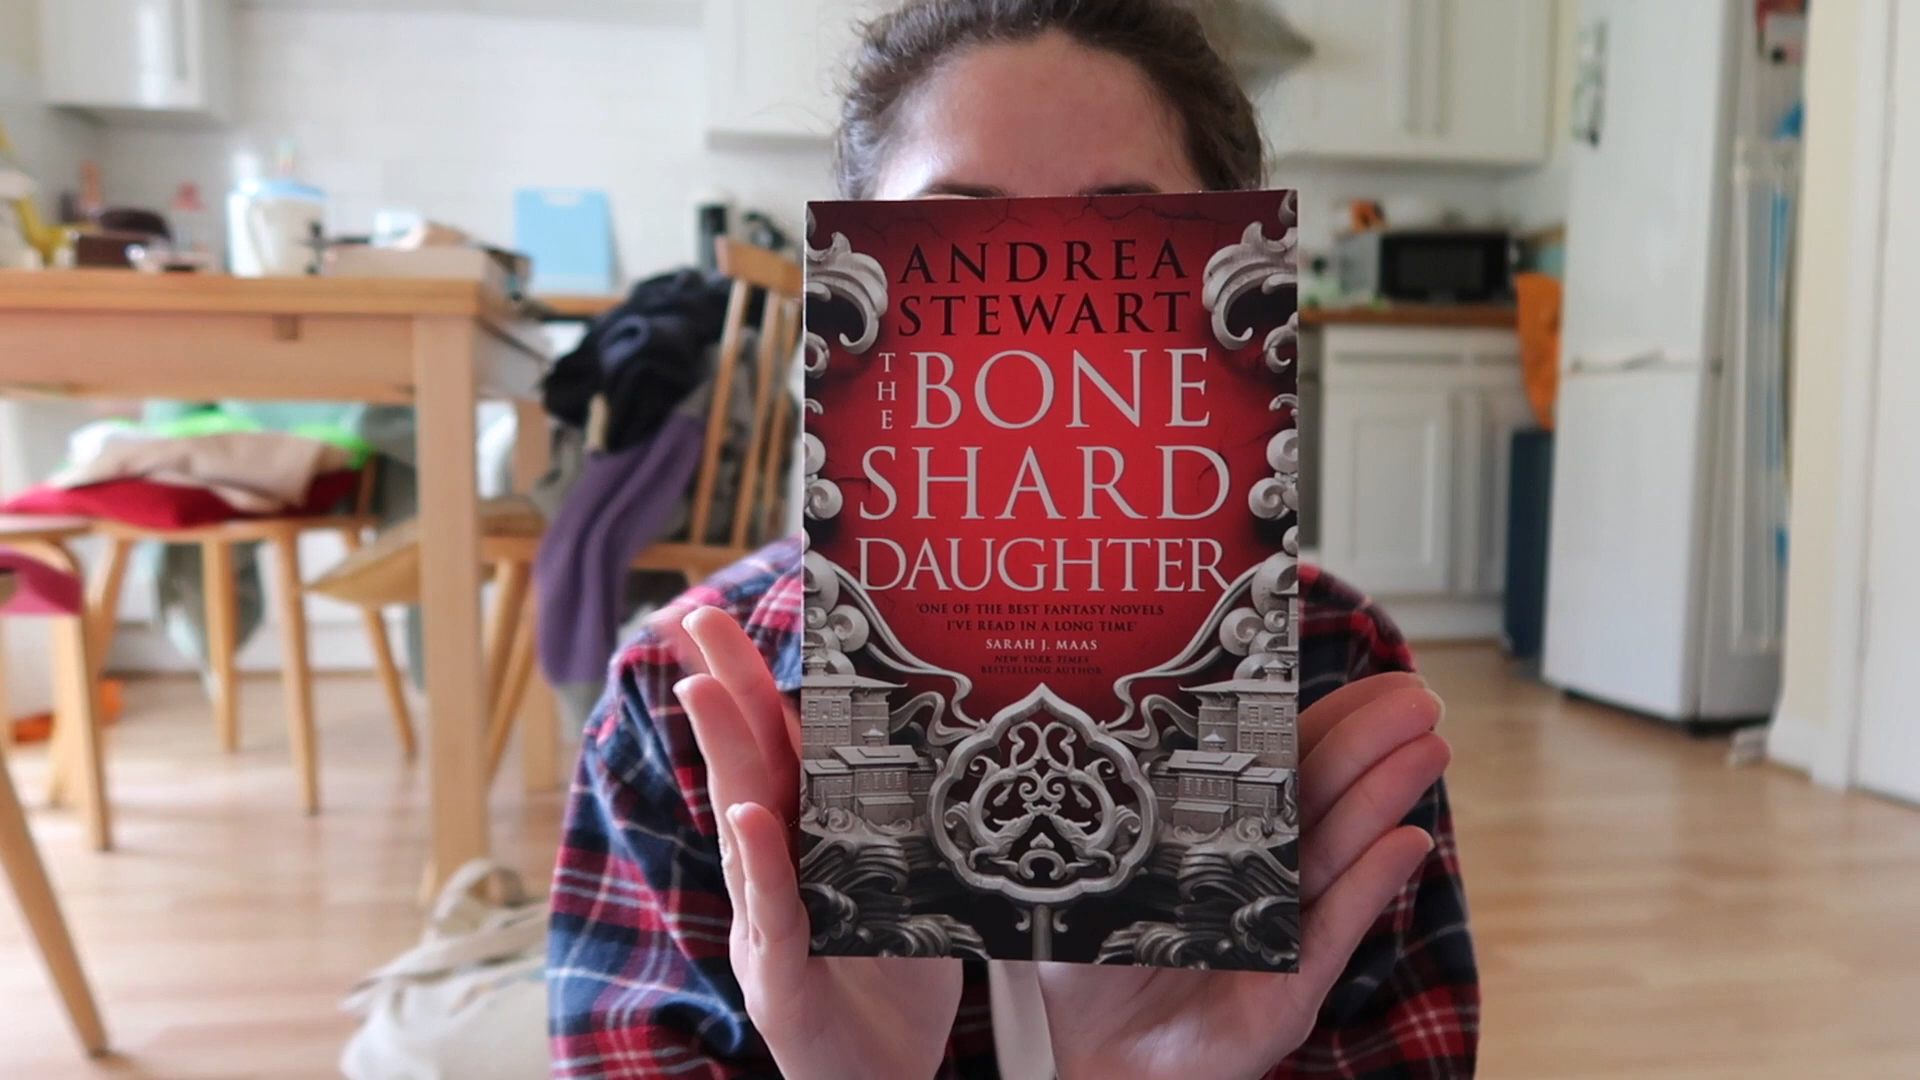 ANDREA
STEWART
THE BONE
SHARD
DAUGHTER
'ONE OF THE BEST FANTASY NOVELS
I'VE READ IN A LONG TIME'
SARAH J. MAAS
NEW YORK TIMES
BESTSELLING AUTHOR